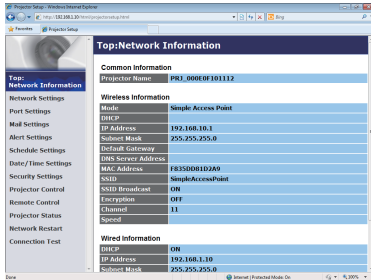 Projector Setup - Windows Internet Explorer
http://192.168.1.10/html/projectorsetup.html
Bing
Favorites
Projector Setup
Top:
Network Information
Network Settings
Port Settings
Mail Settings
Alert Settings
Schedule Settings
Date/Time Settings
Security Settings
Projector Control
Remote Control
Projector Status
Network Restart
Connection Test
Top:Network Information
Common Information
Projector Name PRJ_000E0F101112
Wireless Information
Mode Simple Access Point
DHCP
IP Address 192.168.10.1
Subnet Mask 255.255.255.0
Default Gateway
DNS Server Address
MAC Address F835DDB1D2A9
SSID SimpleAccessPoint
SSID Broadcast ON
Encryption OFF
Channel 11
Speed
Wired Information
DHCP ON
IP Address 192.168.1.10
Subnet Mask 255.255.255.0
Done
Internet | Protected Mode: On
100%